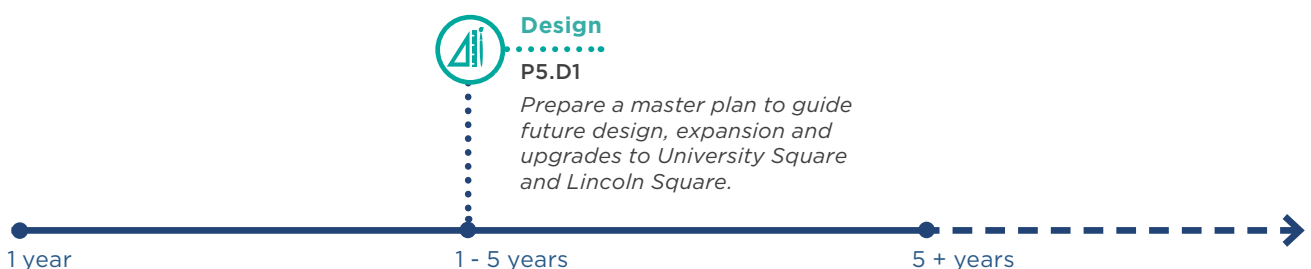 Design
P5.D1
Prepare a master plan to guide
future design, expansion and
upgrades to University Square
and Lincoln Square.
1 year
1 - 5 years
5 + years